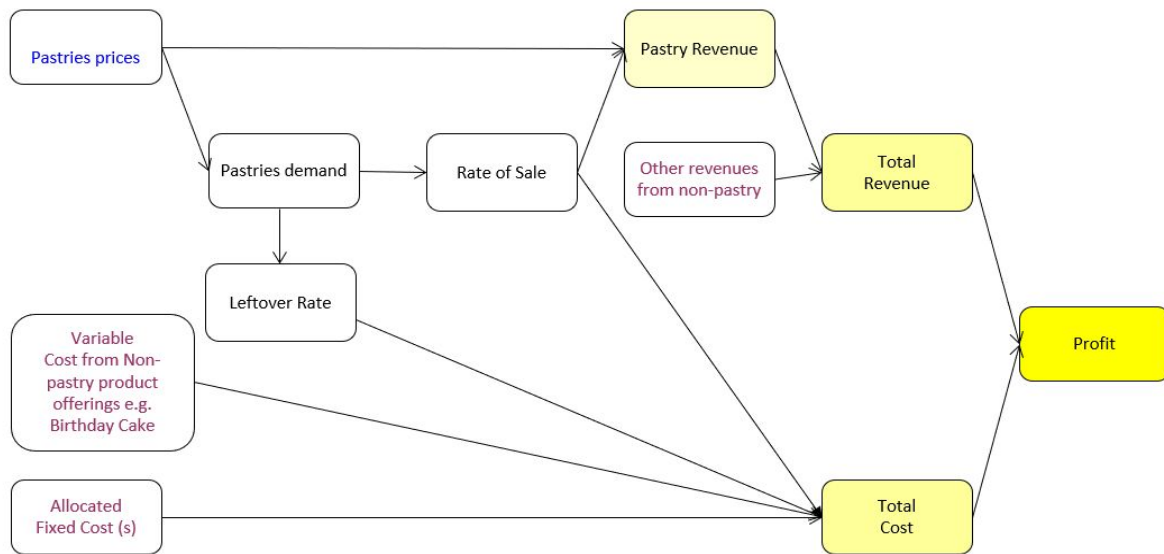 Pastries prices
Pastry Revenue
Pastries demand
Rate of Sale
Other revenues
from non-pastry
Total
Revenue
Leftover Rate
Variable
Cost from Non-
pastry product
offerings e.g.
Birthday Cake
Profit
Allocated
Fixed Cost (s)
Total
Cost